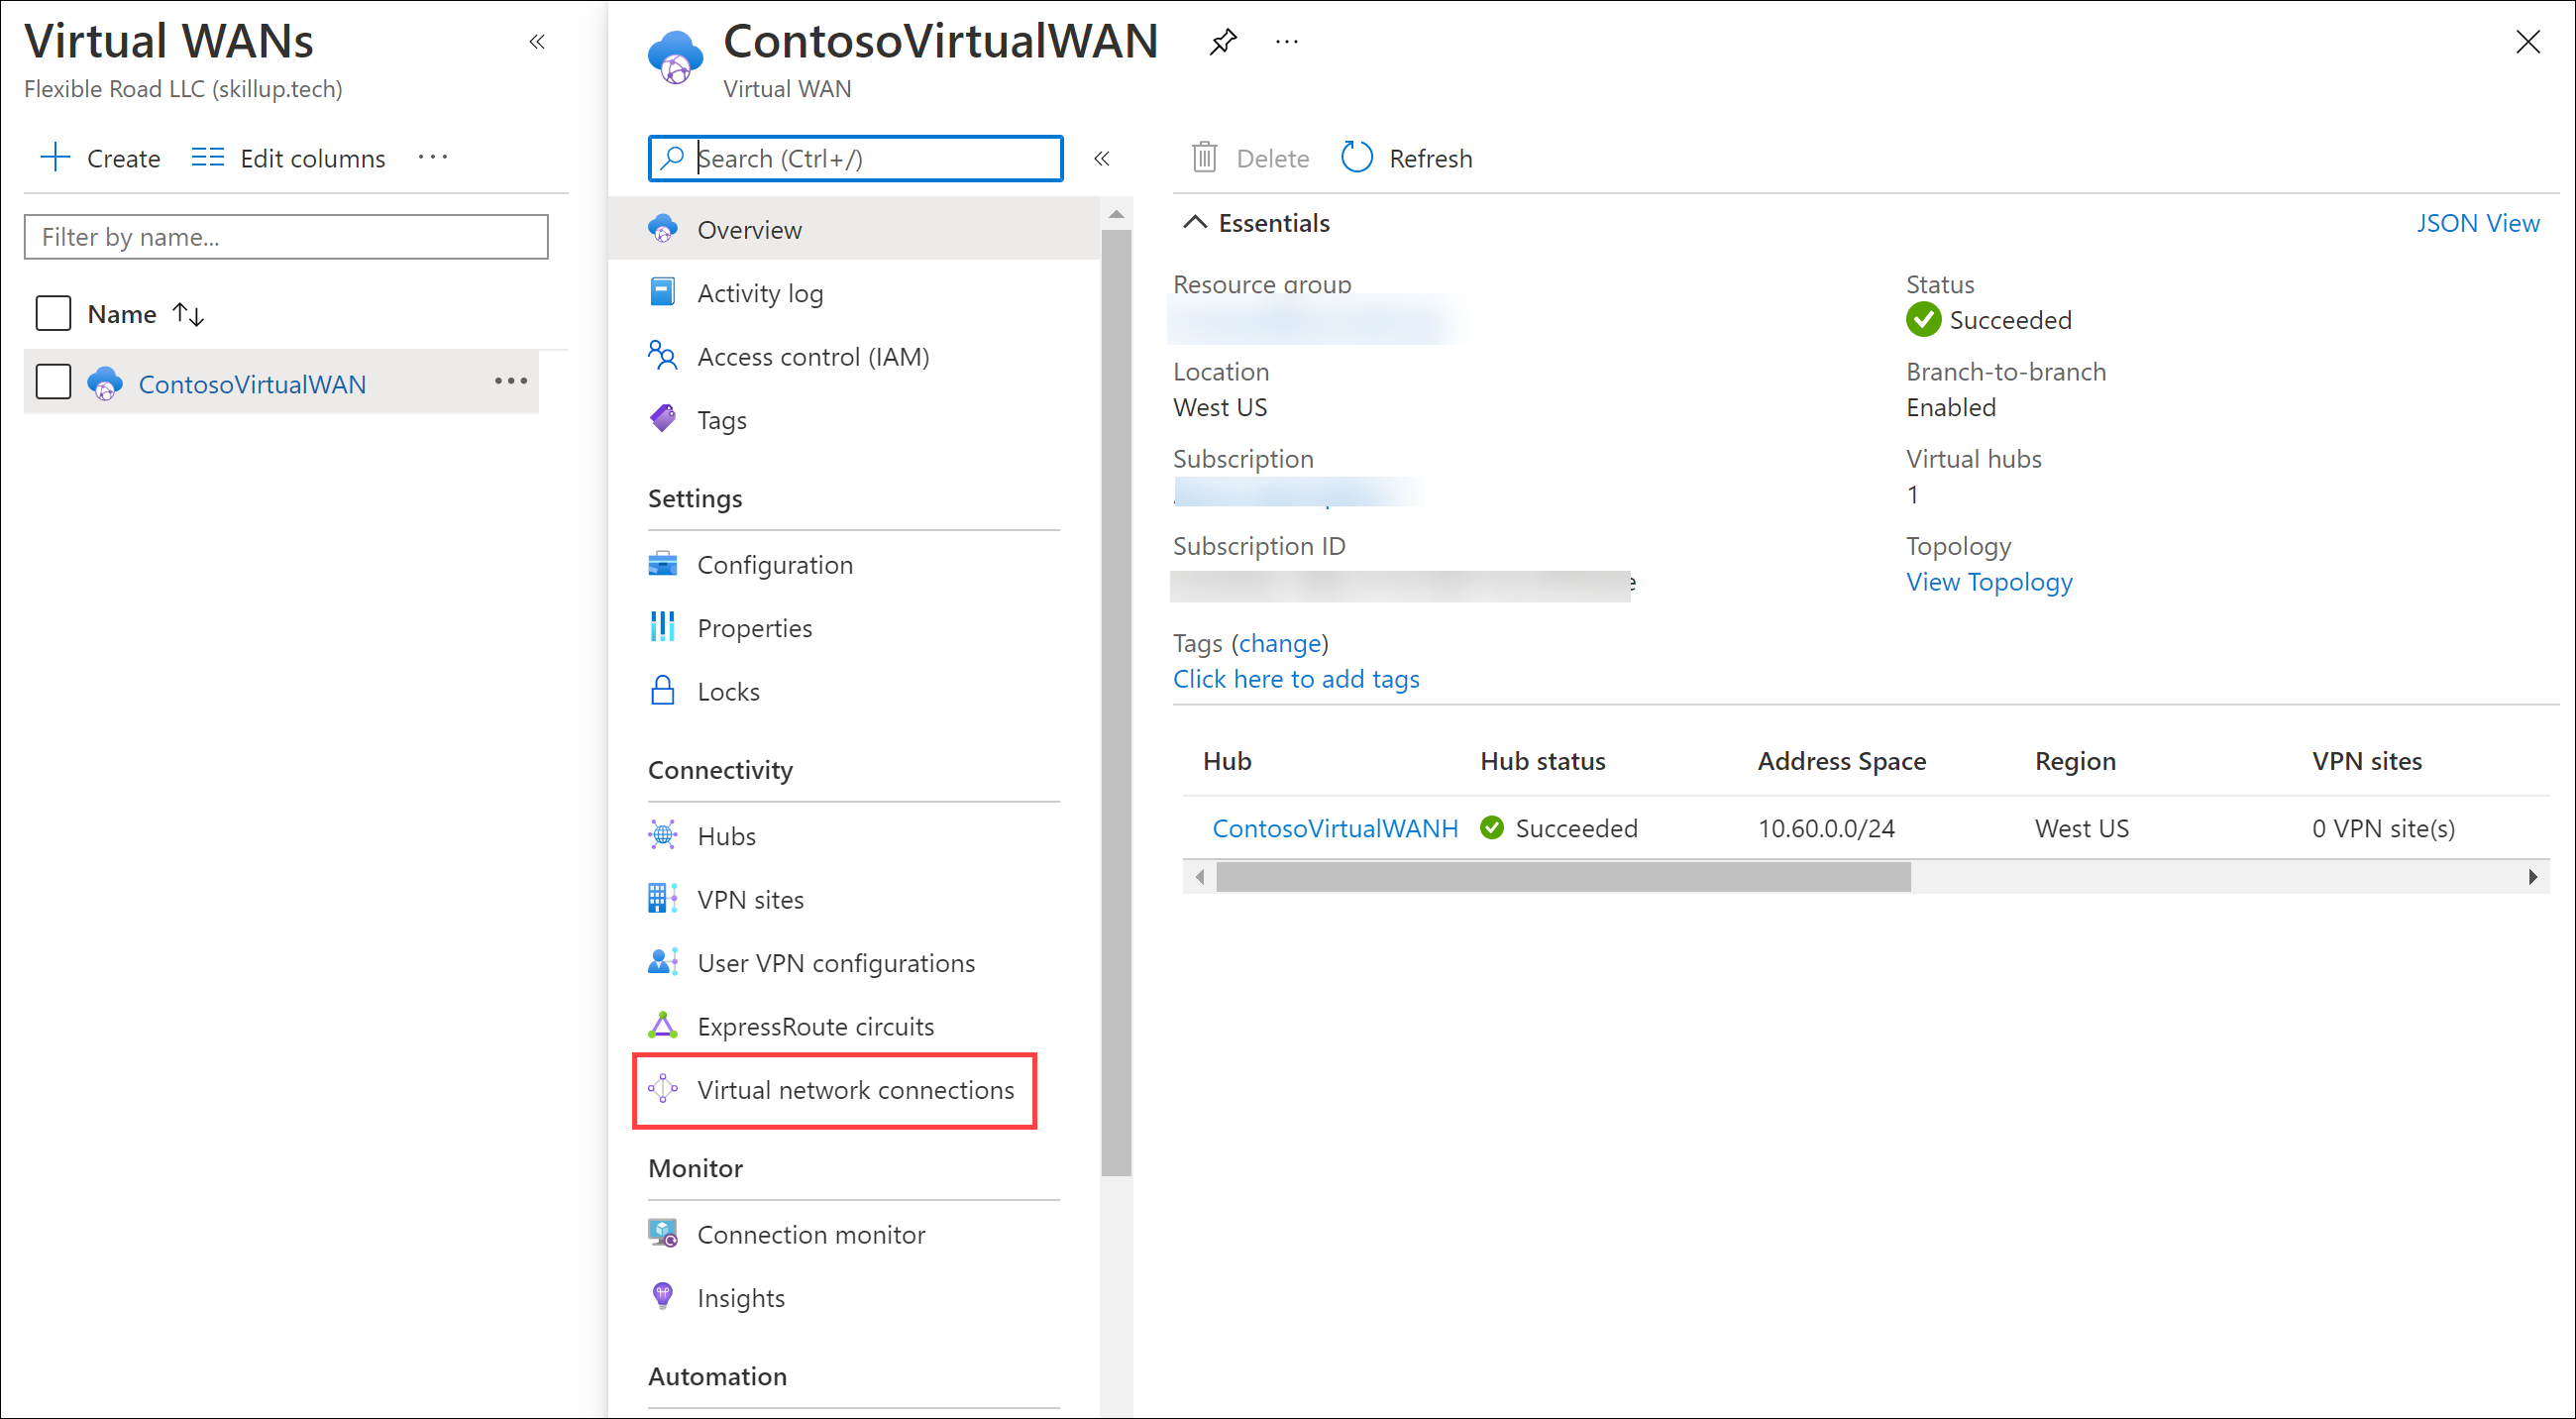 Virtual WANs
Flexible Road LLC (skillup.tech)
Create
Edit columns
Filter by name...
Name
ContosoVirtualWAN
ContosoVirtualWAN
Virtual WAN
Search (Ctrl+/)
Overview
Activity log
Access control (IAM)
Tags
Settings
Configuration
Properties
Locks
Connectivity
Hubs
VPN sites
User VPN configurations
ExpressRoute circuits
Virtual network connections
Monitor
Connection monitor
Insights
Automation
Delete
Refresh
Essentials
JSON View
Resource group
Location
West US
Subscription
Subscription ID
Tags (change)
Click here to add tags
Status
Succeeded
Branch-to-branch
Enabled
Virtual hubs
1
Topology
View Topology
Hub Hub status Address Space Region VPN sites
ContosoVirtualWANH Succeeded 10.60.0.0/24 West US 0 VPN site(s)